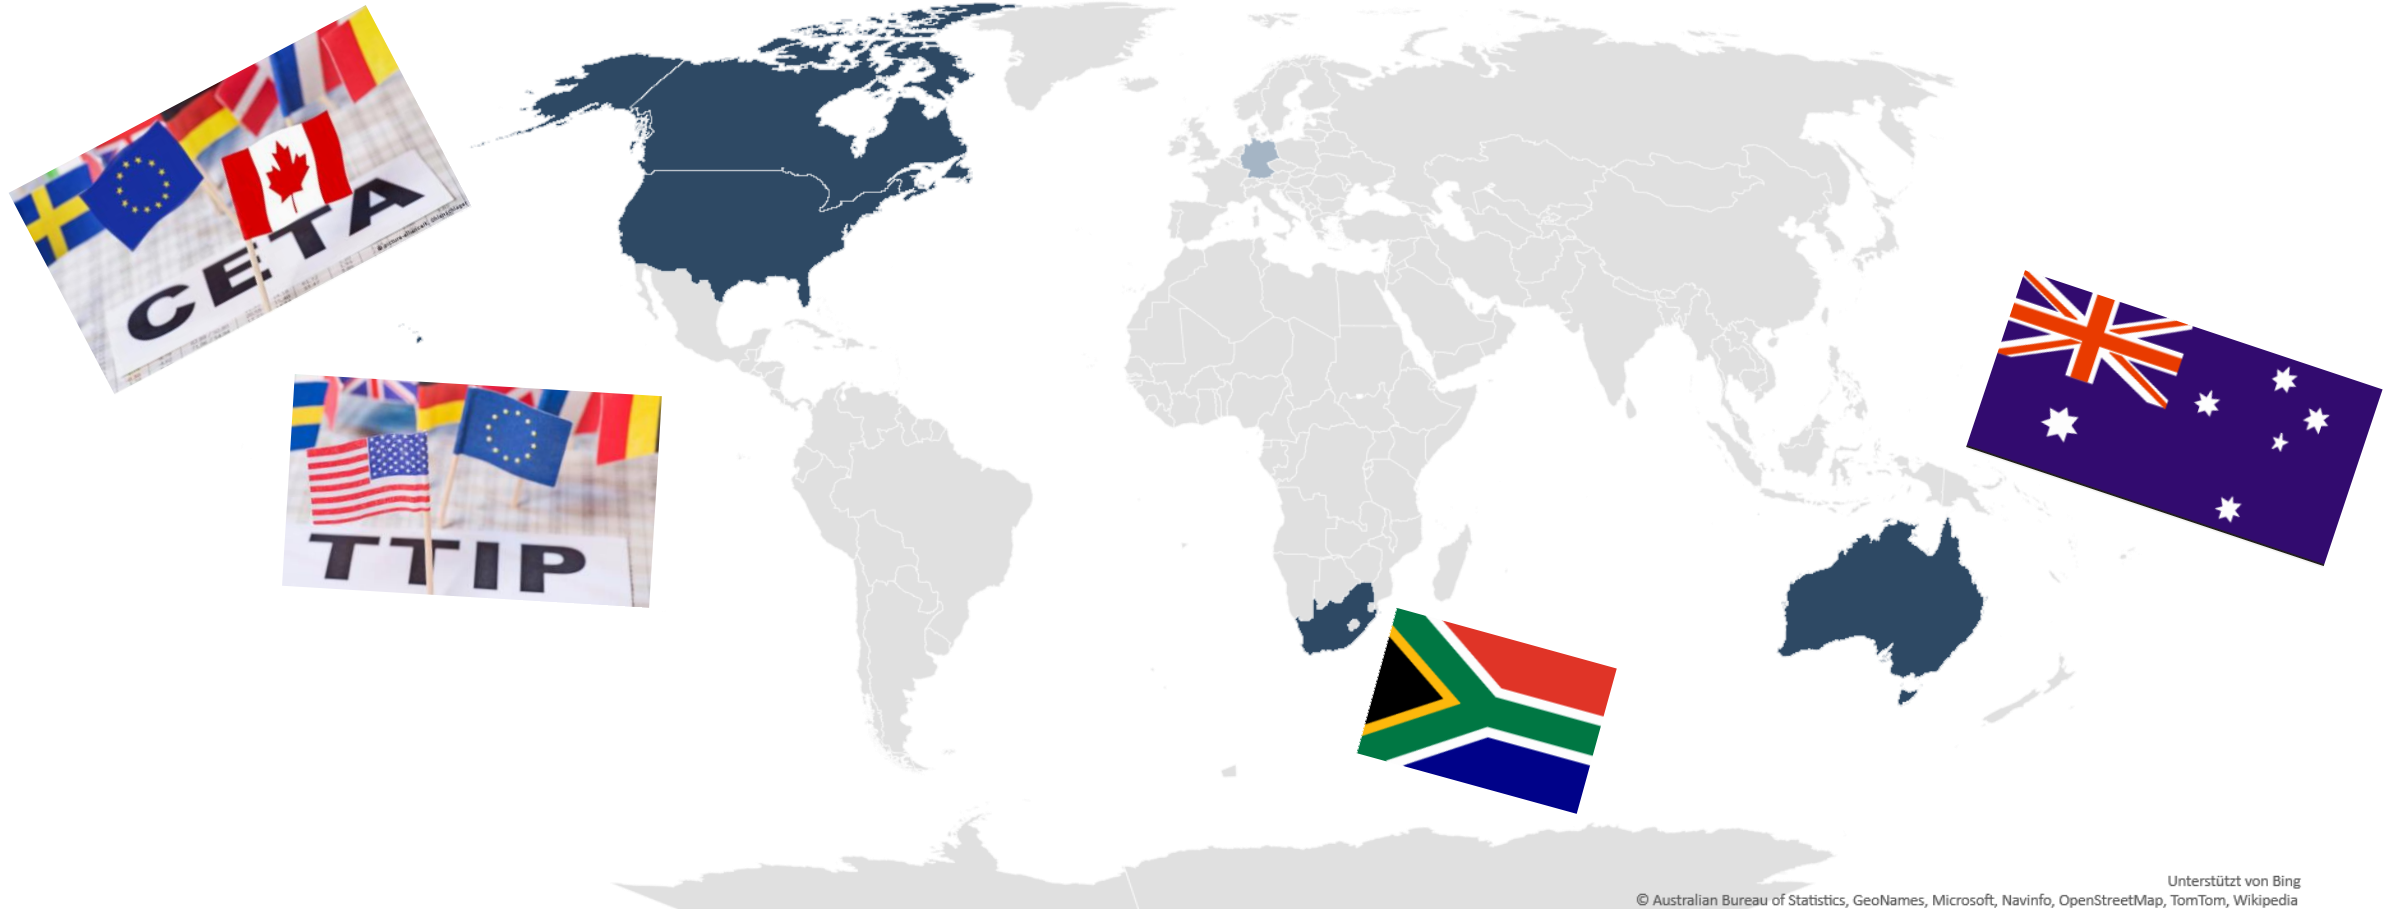 CETA
TTIP
Unterstützt von Bing
© Australian Bureau of Statistics, GeoNames, Microsoft, Navinfo, OpenStreetMap, TomTom, Wikipedia